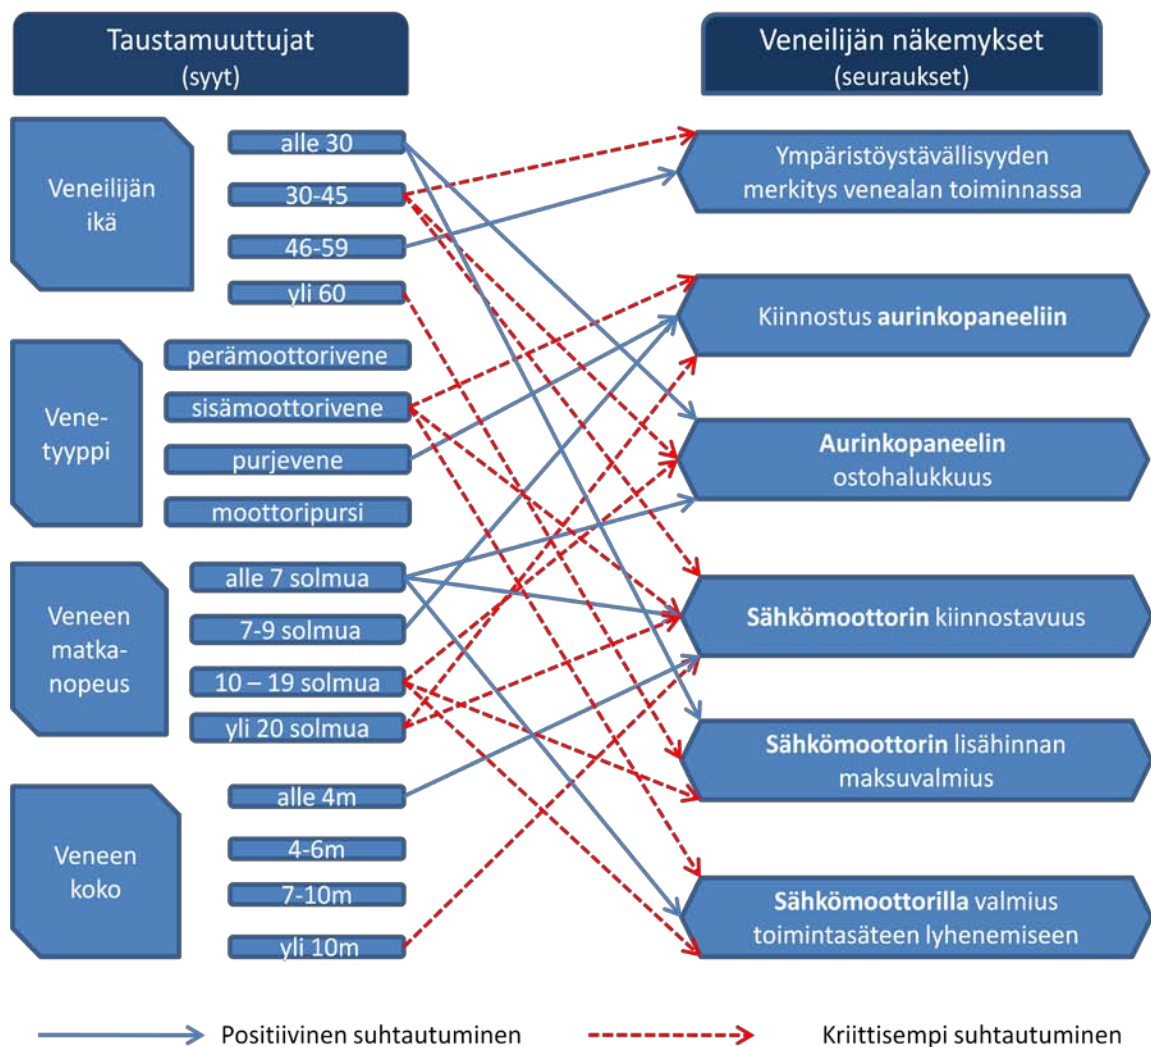 Taustamuuttujat
(syyt)
Veneilijän näkemykset
(seuraukset)
Veneilijän
ikä
alle 30
30-45
46-59
yli 60
Vene-
tyyppi
perämoottorivene
sisämoottorivene
purjevene
moottoripursi
Veneen
matka-
nopeus
alle 7 solmua
7-9 solmua
10 – 19 solmua
yli 20 solmua
Veneen
koko
alle 4m
4-6m
7-10m
yli 10m
Ympäristöystävällisyyden
merkitys venealan toiminnassa
Kiinnostus aurinkopaneeliin
Aurinkopaneelin
ostohalukkuus
Sähkömoottorin kiinnostavuus
Sähkömoottorin lisähinnan
maksuvalmius
Sähkömoottorilla valmius
toimintasäteen lyhenemiseen
Positiivinen suhtautuminen
Kriittisempi suhtautuminen